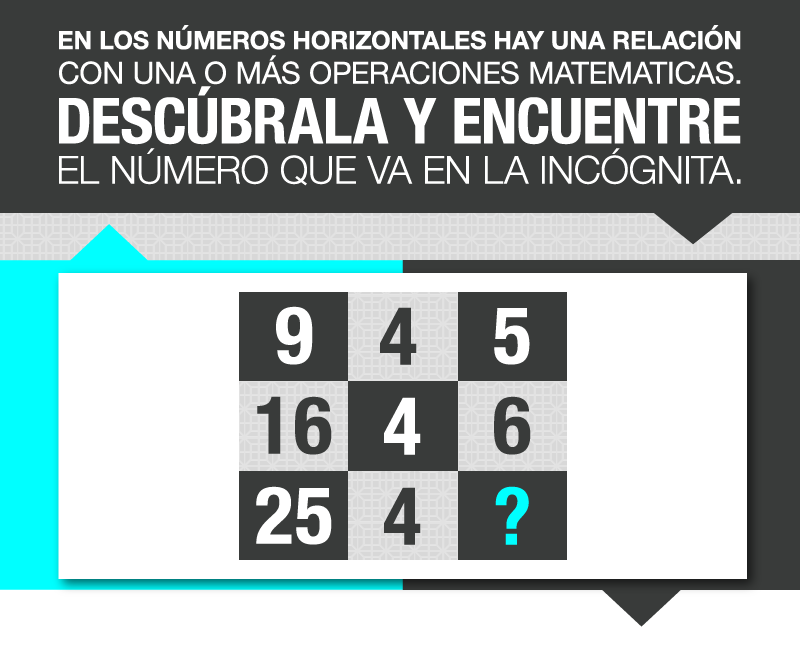 EN LOS NÚMEROS HORIZONTALES HAY UNA RELACIÓN
CON UNA O MÁS OPERACIONES MATEMATICAS.
DESCÚBRALA Y ENCUENTRE
EL NÚMERO QUE VA EN LA INCÓGNITA.
9 4 5
16 4 6
25 4 ?